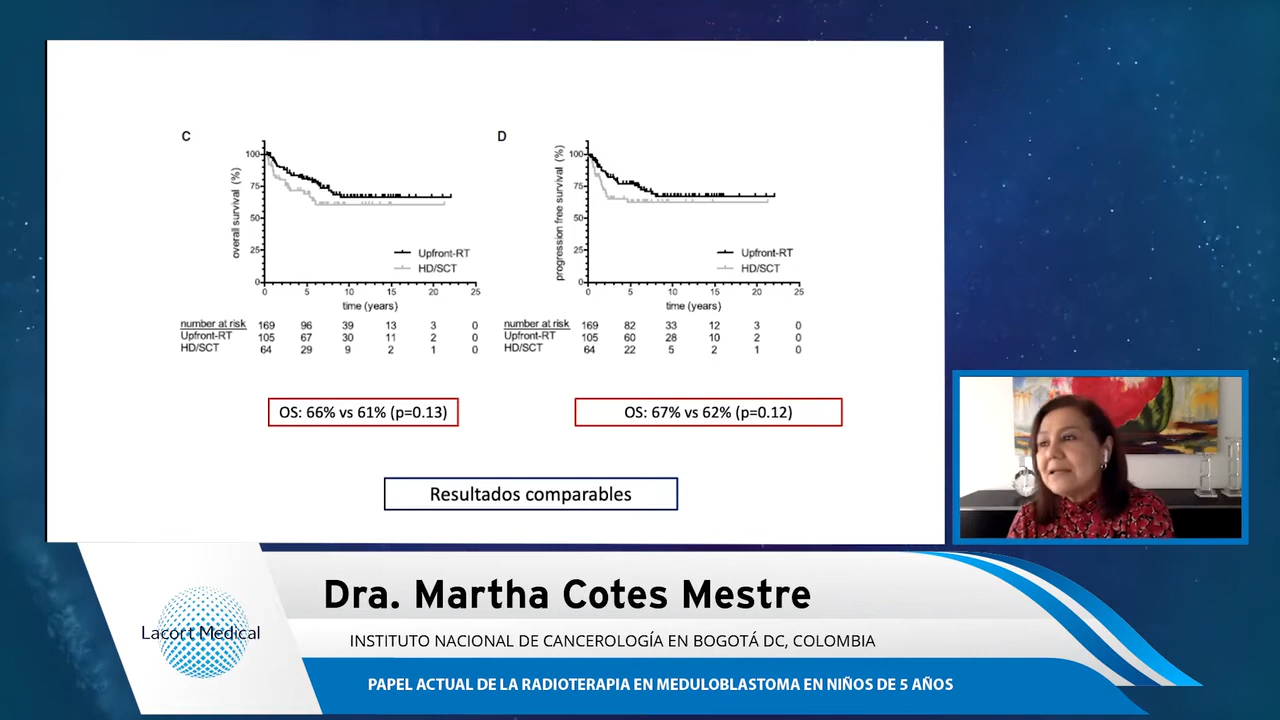 C
overall survival (%)
100
75
50
25
0
Upfront-RT
HD/SCT
0 5 10 15 20 25
time (years)
number at risk 169 96 39 13 3 0
Upfront-RT 105 67 30 11 2 0
HD/SCT 64 29 9 2 1 0
D
progression free survival (%)
100
75
50
25
0
Upfront-RT
HD/SCT
0 5 10 15 20 25
time (years)
number at risk 169 82 33 12 3 0
Upfront-RT 105 60 28 10 2 0
HD/SCT 64 22 5 2 1 0
OS: 66% vs 61% (p=0.13)
OS: 67% vs 62% (p=0.12)
Resultados comparables
Lacort Medical
Dra. Martha Cotes Mestre
INSTITUTO NACIONAL DE CANCEROLOGÍA EN BOGOTÁ DC, COLOMBIA
PAPEL ACTUAL DE LA RADIOTERAPIA EN MEDULOBLASTOMA EN NIÑOS DE 5 AÑOS